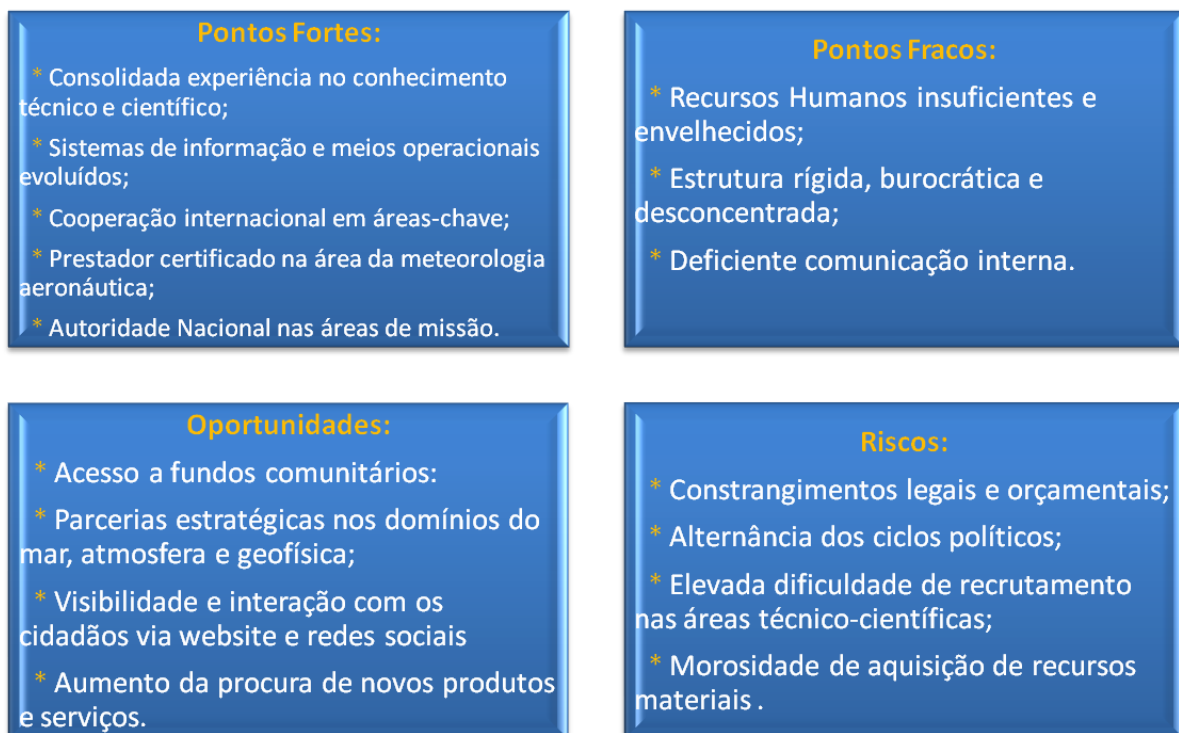 Pontos Fortes:
* Consolidada experiência no conhecimento
técnico e científico;
* Sistemas de informação e meios operacionais
evoluídos;
* Cooperação internacional em áreas-chave;
* Prestador certificado na área da meteorologia
aeronáutica;
* Autoridade Nacional nas áreas de missão.
Pontos Fracos:
* Recursos Humanos insuficientes e
envelhecidos;
* Estrutura rígida, burocrática e
desconcentrada;
* Deficiente comunicação interna.
Oportunidades:
* Acesso a fundos comunitários:
* Parcerias estratégicas nos domínios do
mar, atmosfera e geofísica;
* Visibilidade e interação com os
cidadãos via website e redes sociais
* Aumento da procura de novos produtos
e serviços.
Riscos:
* Constrangimentos legais e orçamentais;
* Alternância dos ciclos políticos;
* Elevada dificuldade de recrutamento
nas áreas técnico-científicas;
* Morosidade de aquisição de recursos
materiais .